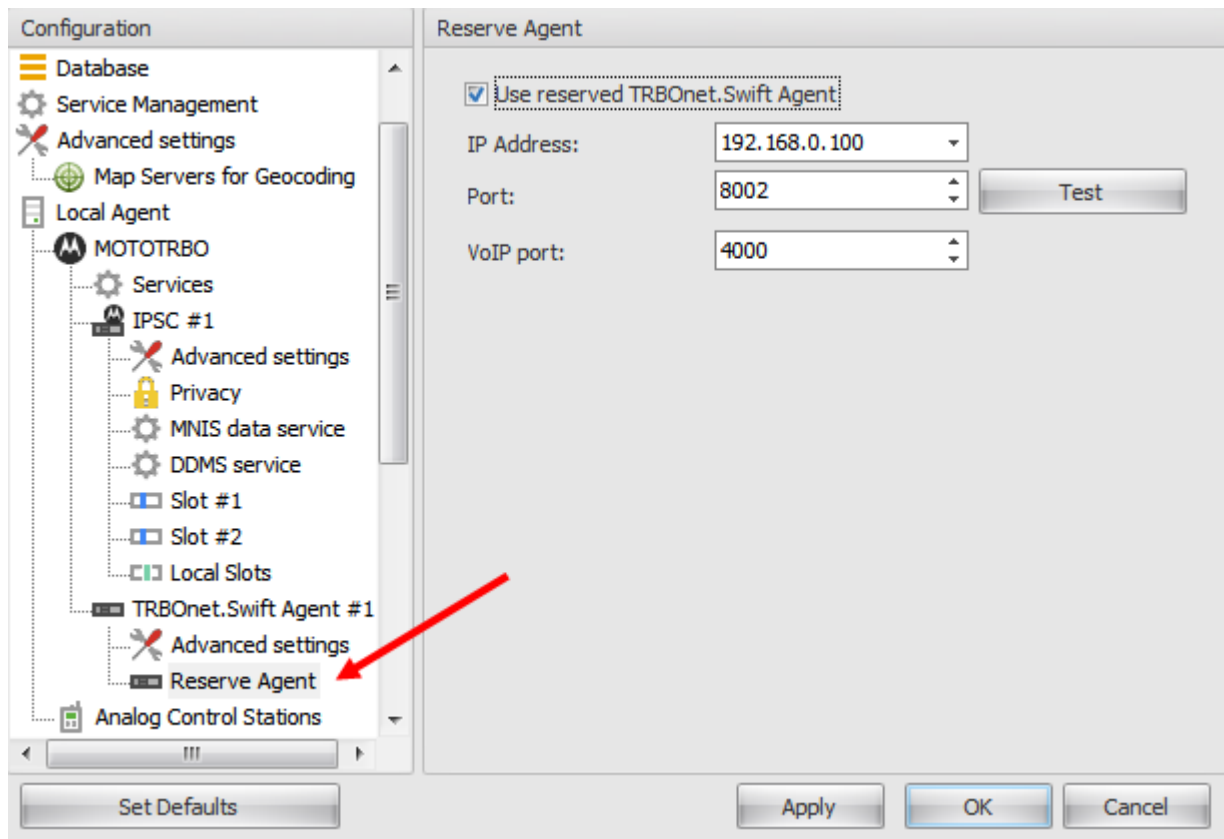 Configuration
Database
Service Management
Advanced settings
Map Servers for Geocoding
Local Agent
MOTOTRBO
Services
IPSC #1
Advanced settings
Privacy
MNIS data service
DDMS service
Slot #1
Slot #2
Local Slots
TRBOnet.Swift Agent #1
Advanced settings
Reserve Agent
Analog Control Stations
Reserve Agent
Use reserved TRBOnet.Swift Agent
IP Address: 192.168.0.100
Port: 8002 Test
VoIP port: 4000
Set Defaults Apply OK Cancel